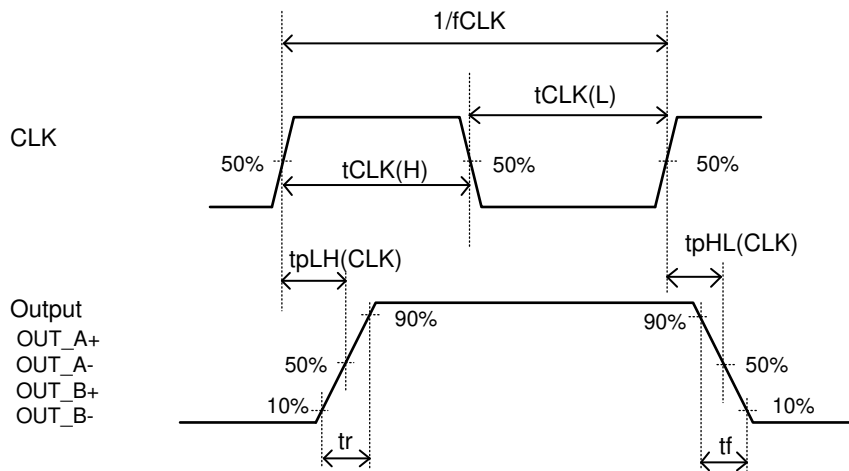 1/fCLK
tCLK(L)
CLK
50%
tCLK(H)
50%
50%
tpLH(CLK)
tpHL(CLK)
Output
OUT_A+
OUT_A-
OUT_B+
OUT_B-
90%
90%
50%
50%
10%
10%
tr
tf